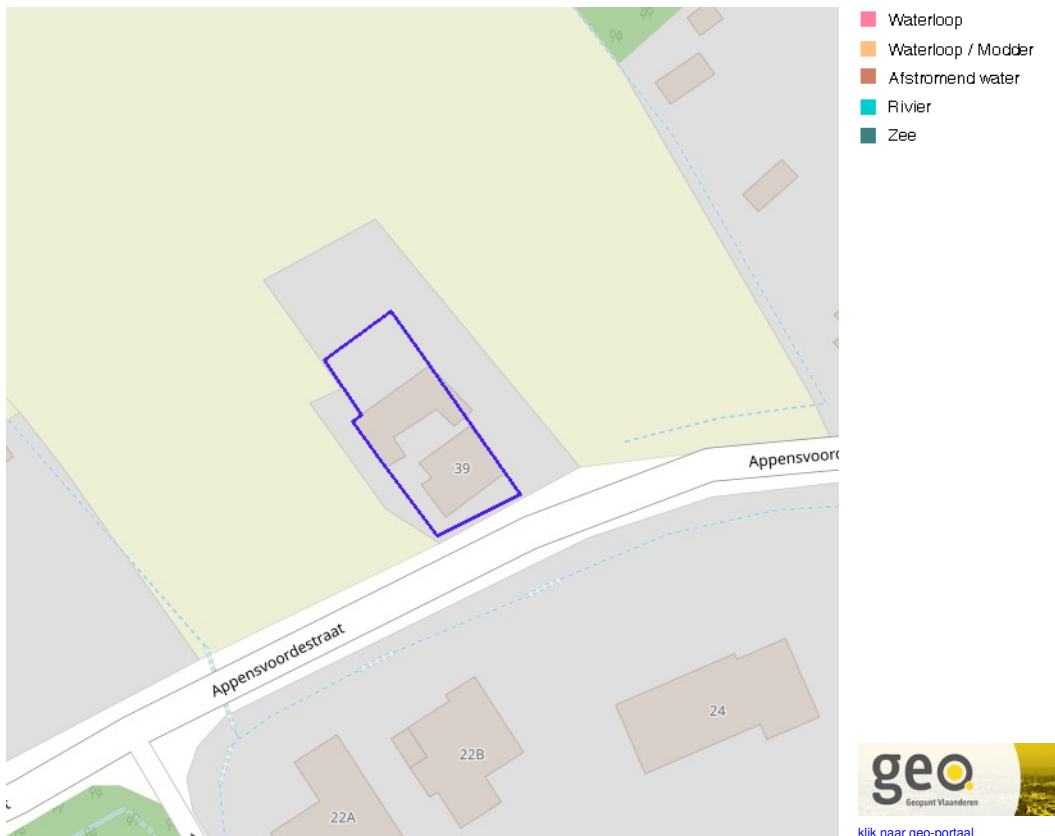 Waterloop
Waterloop / Modder
Afstromend water
Rivier
Zee
39
Appensvoord
Appensvoordestraat
24
22B
22A
geo
Geopunt Vlaanderen
klik naar geo-portaal